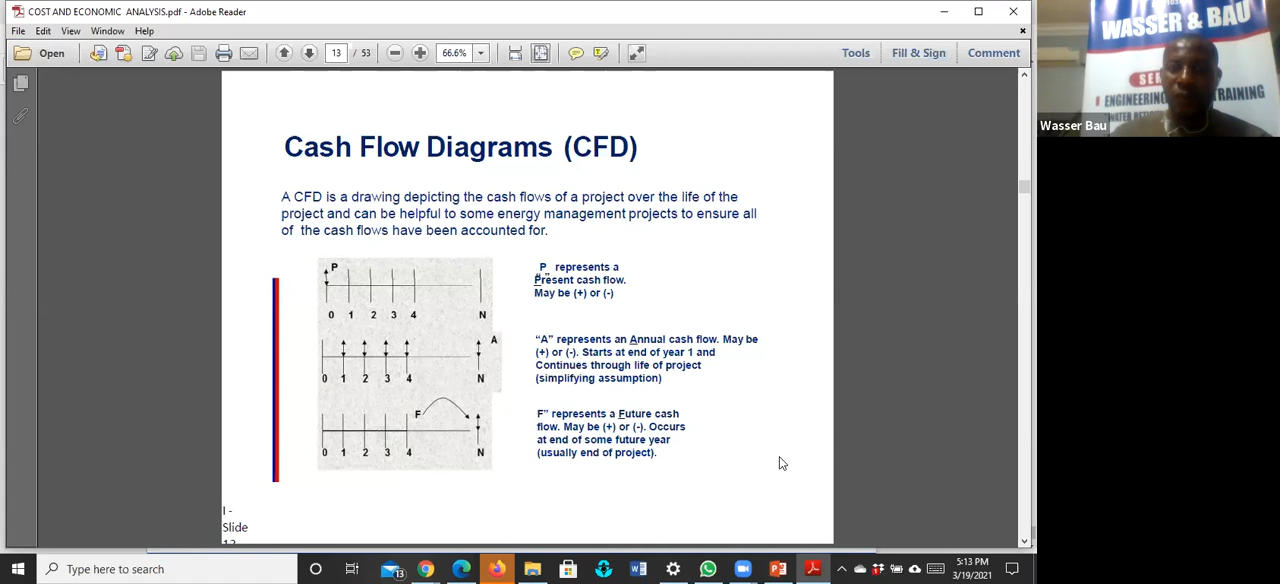 COST AND ECONOMIC ANALYSIS.pdf - Adobe Reader
File Edit View Window Help
Open 13 / 53 66.6% Tools Fill & Sign Comment
WASSER & BAU
SER
ENGINEERING TRAINING
Wasser Bau
Cash Flow Diagrams (CFD)
A CFD is a drawing depicting the cash flows of a project over the life of the
project and can be helpful to some energy management projects to ensure all
of the cash flows have been accounted for.
P
0 1 2 3 4 N
P represents a
“ ”
Present cash flow.
May be (+) or (-)
A
0 1 2 3 4 N
“A” represents an Annual cash flow. May be
(+) or (-). Starts at end of year 1 and
Continues through life of project
(simplifying assumption)
F
0 1 2 3 4 N
F” represents a Future cash
flow. May be (+) or (-). Occurs
at end of some future year
(usually end of project).
I -
Slide
Type here to search
13
5:13 PM
3/19/2021